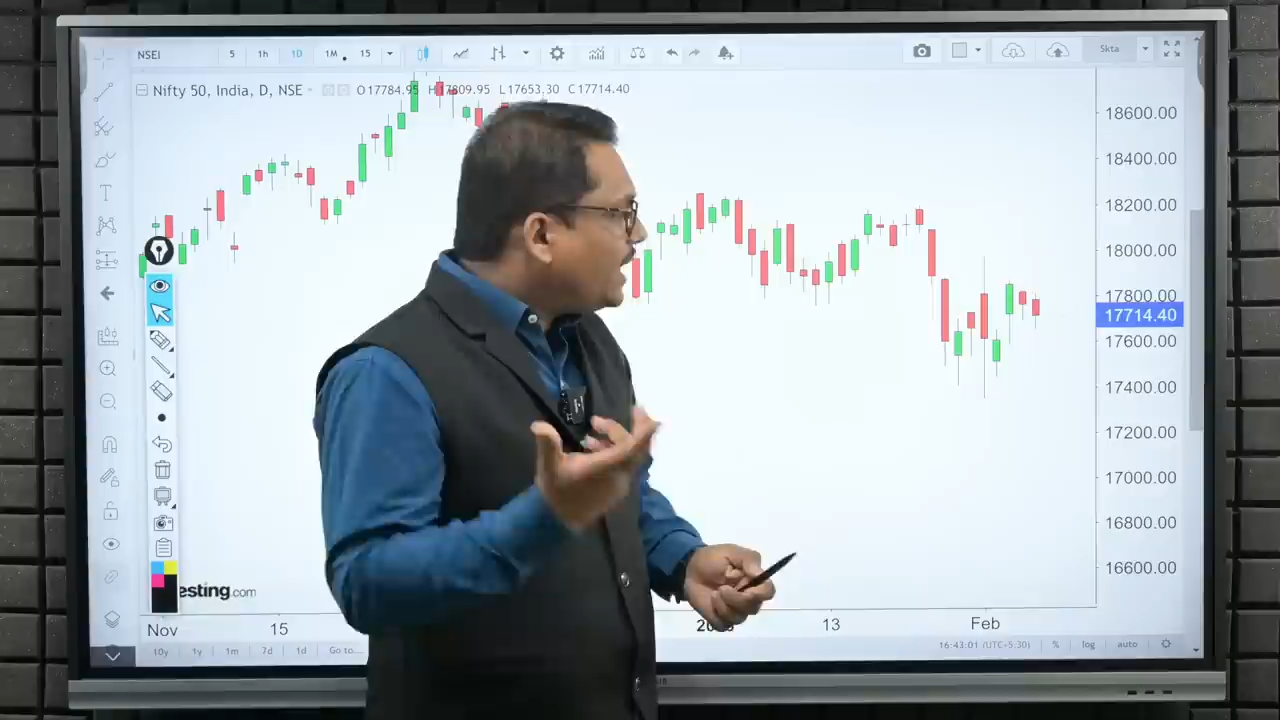 NSEI 5 1h 1D 1M 15 5kta
Nifty 50, India, D, NSE O17784.95 H17809.95 L17653.30 C17714.40
18600.00
18400.00
18200.00
18000.00
17800.00
17714.40
17600.00
17400.00
17200.00
17000.00
16800.00
16600.00
esting.com
Nov 15 13 Feb
10y 1y 1m 7d 1d Go to... 16:43:01 (UTC+5:30) % log auto